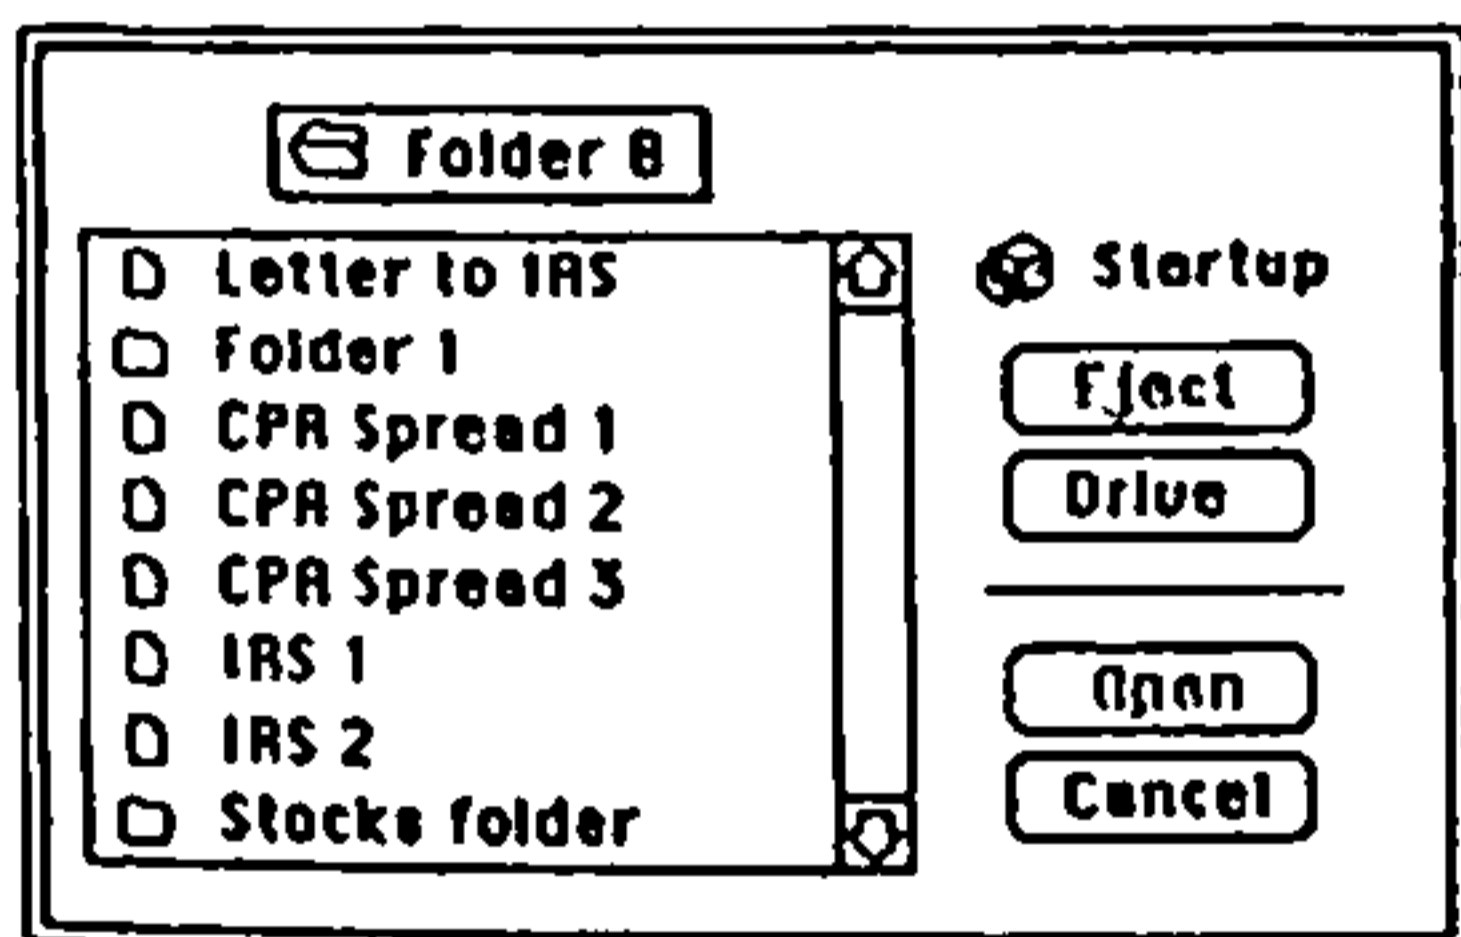 Folder 8
Letter to IRS
Folder 1
CPA Spread 1
CPA Spread 2
CPA Spread 3
IRS 1
IRS 2
Stocks folder
Startup
Eject
Drive
Open
Cancel